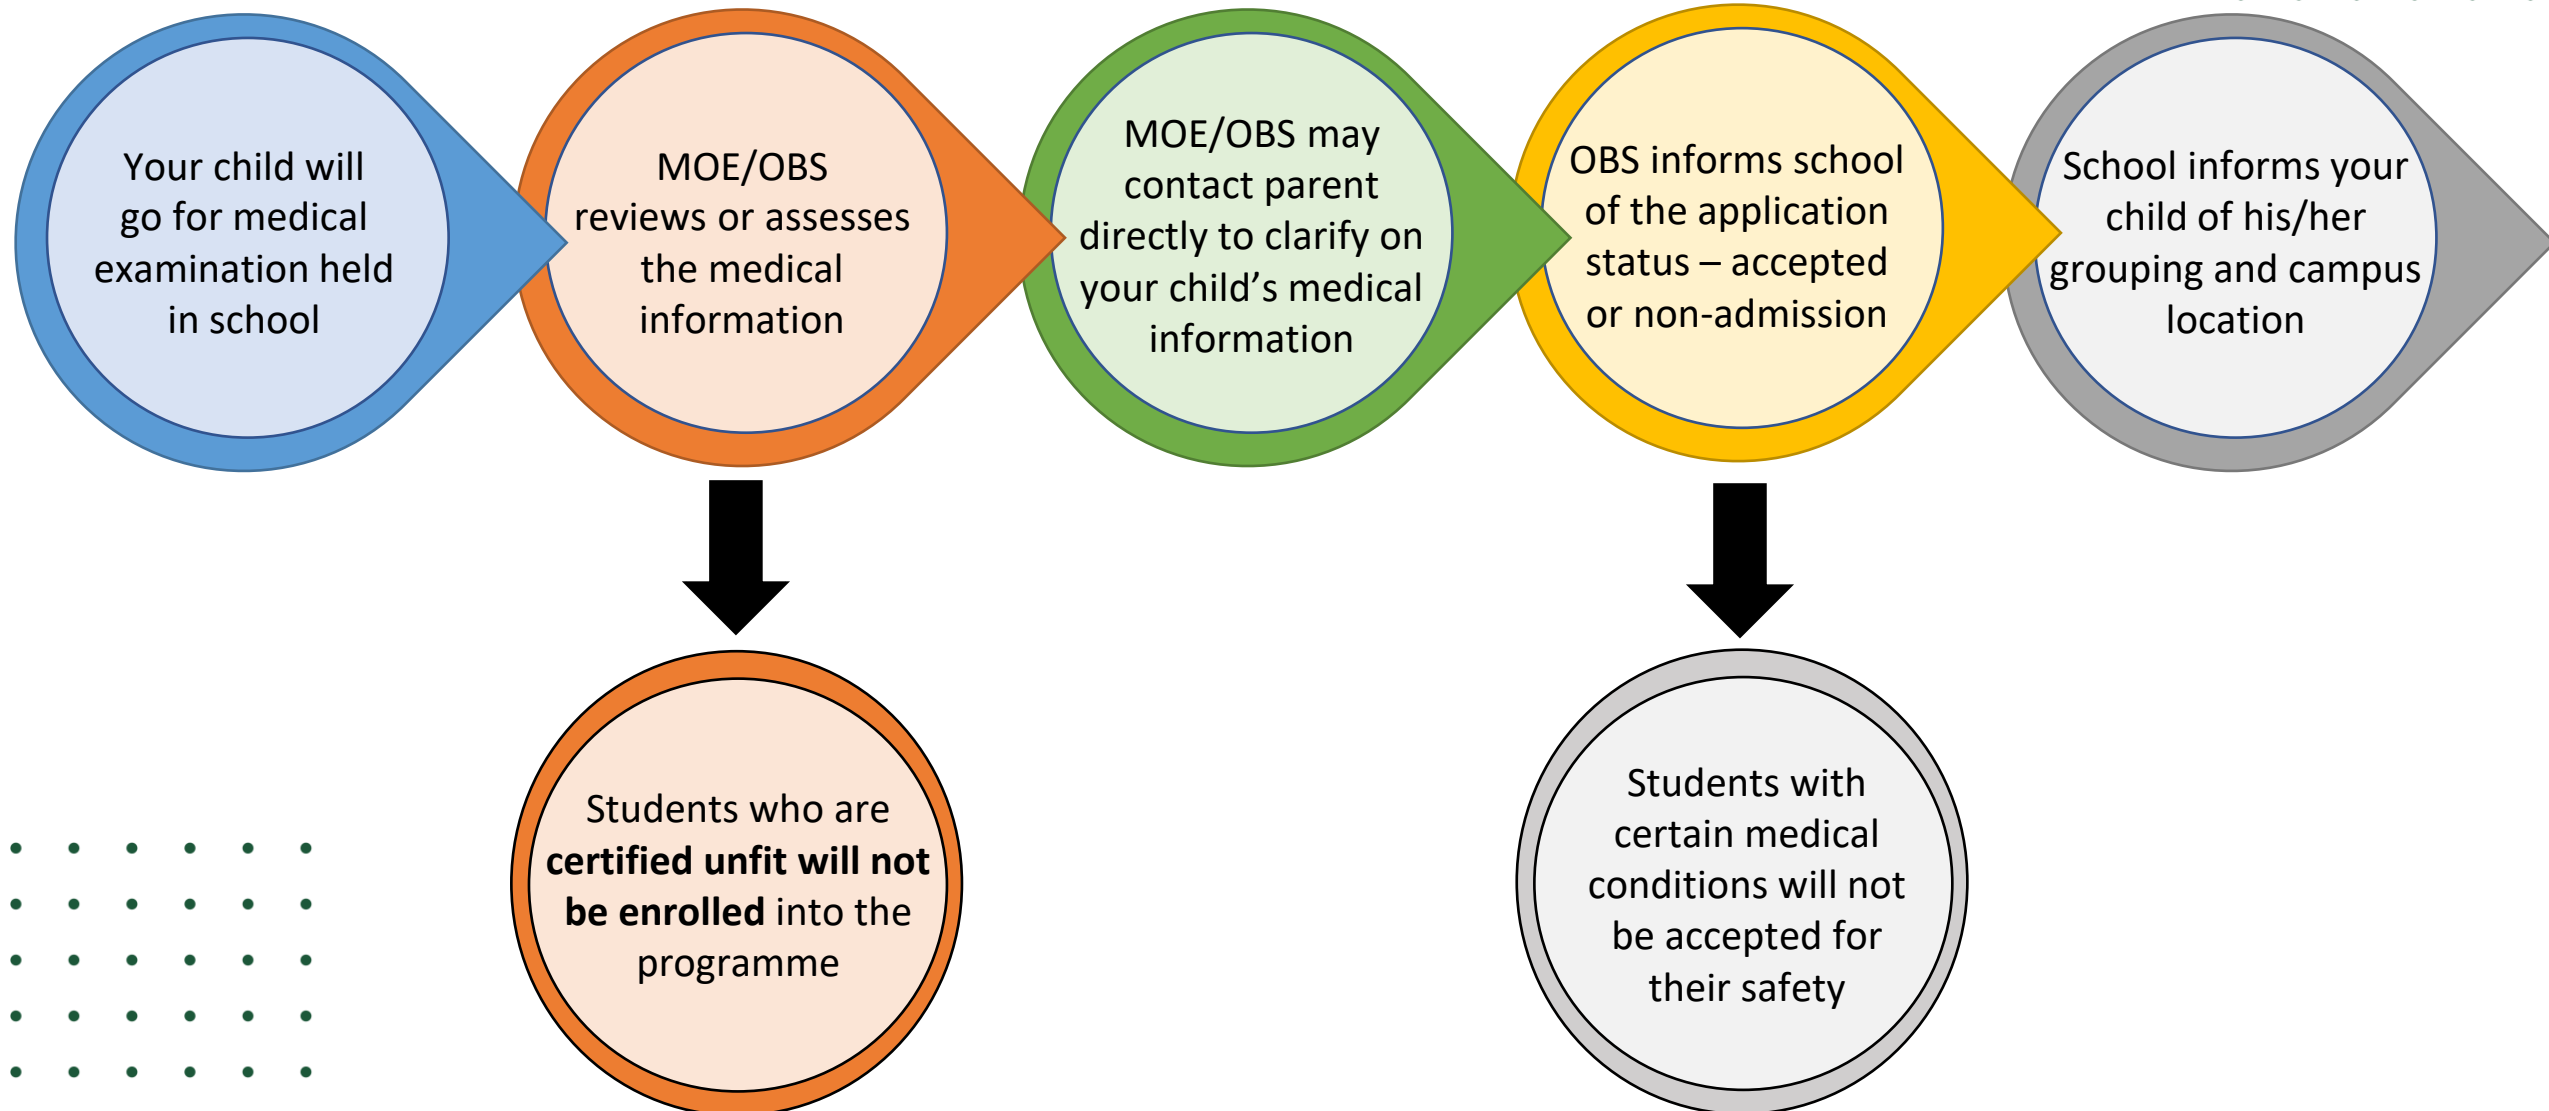 Your child will
go for medical
examination held
in school
MOE/OBS
reviews or assesses
the medical
information
MOE/OBS may
contact parent
directly to clarify on
your child’s medical
information
OBS informs school
of the application
status – accepted
or non-admission
School informs your
child of his/her
grouping and campus
location
Students who are
certified unfit will not
be enrolled into the
programme
Students with
certain medical
conditions will not
be accepted for
their safety